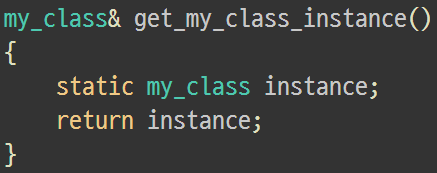 my_class& get_my_class_instance()
{
    static my_class instance;
    return instance;
}